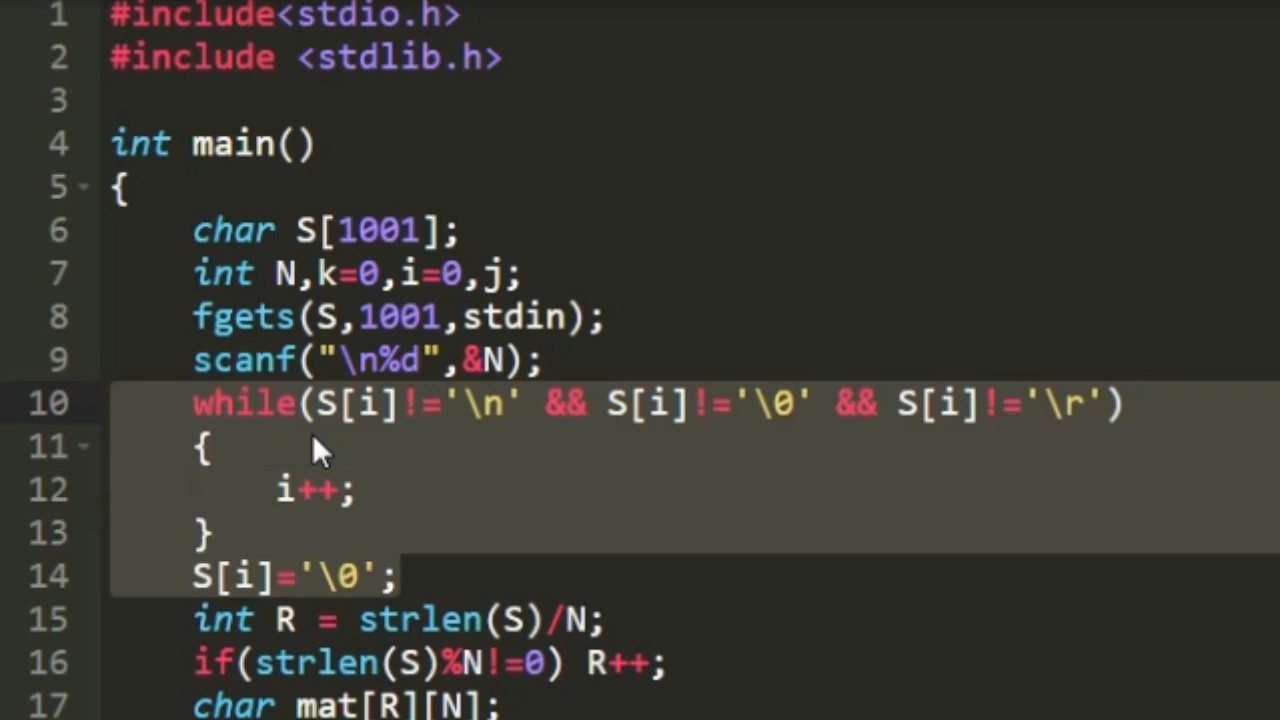 1 #include<stdio.h>
2 #include <stdlib.h>
3
4 int main()
5 {
6 char S[1001];
7 int N,k=0,i=0,j;
8 fgets(S,1001,stdin);
9 scanf("\n%d",&N);
10 while(S[i]!='\n' && S[i]!='\0' && S[i]!='\r')
11 {
12 i++;
13 }
14 S[i]='\0';
15 int R = strlen(S)/N;
16 if(strlen(S)%N!=0) R++;
17 char mat[R][N];